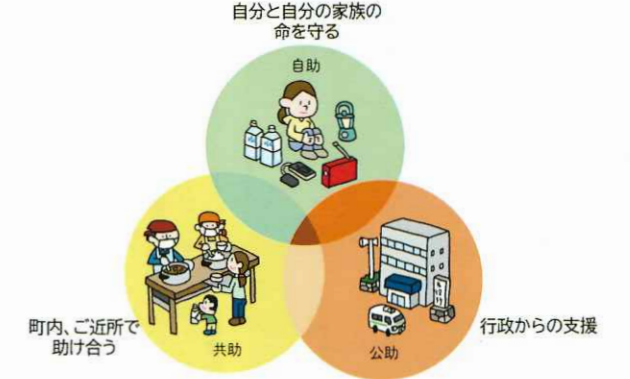 自分と自分の家族の
命を守る
自助
町内、ご近所で
助け合う
共助
公助
行政からの支援